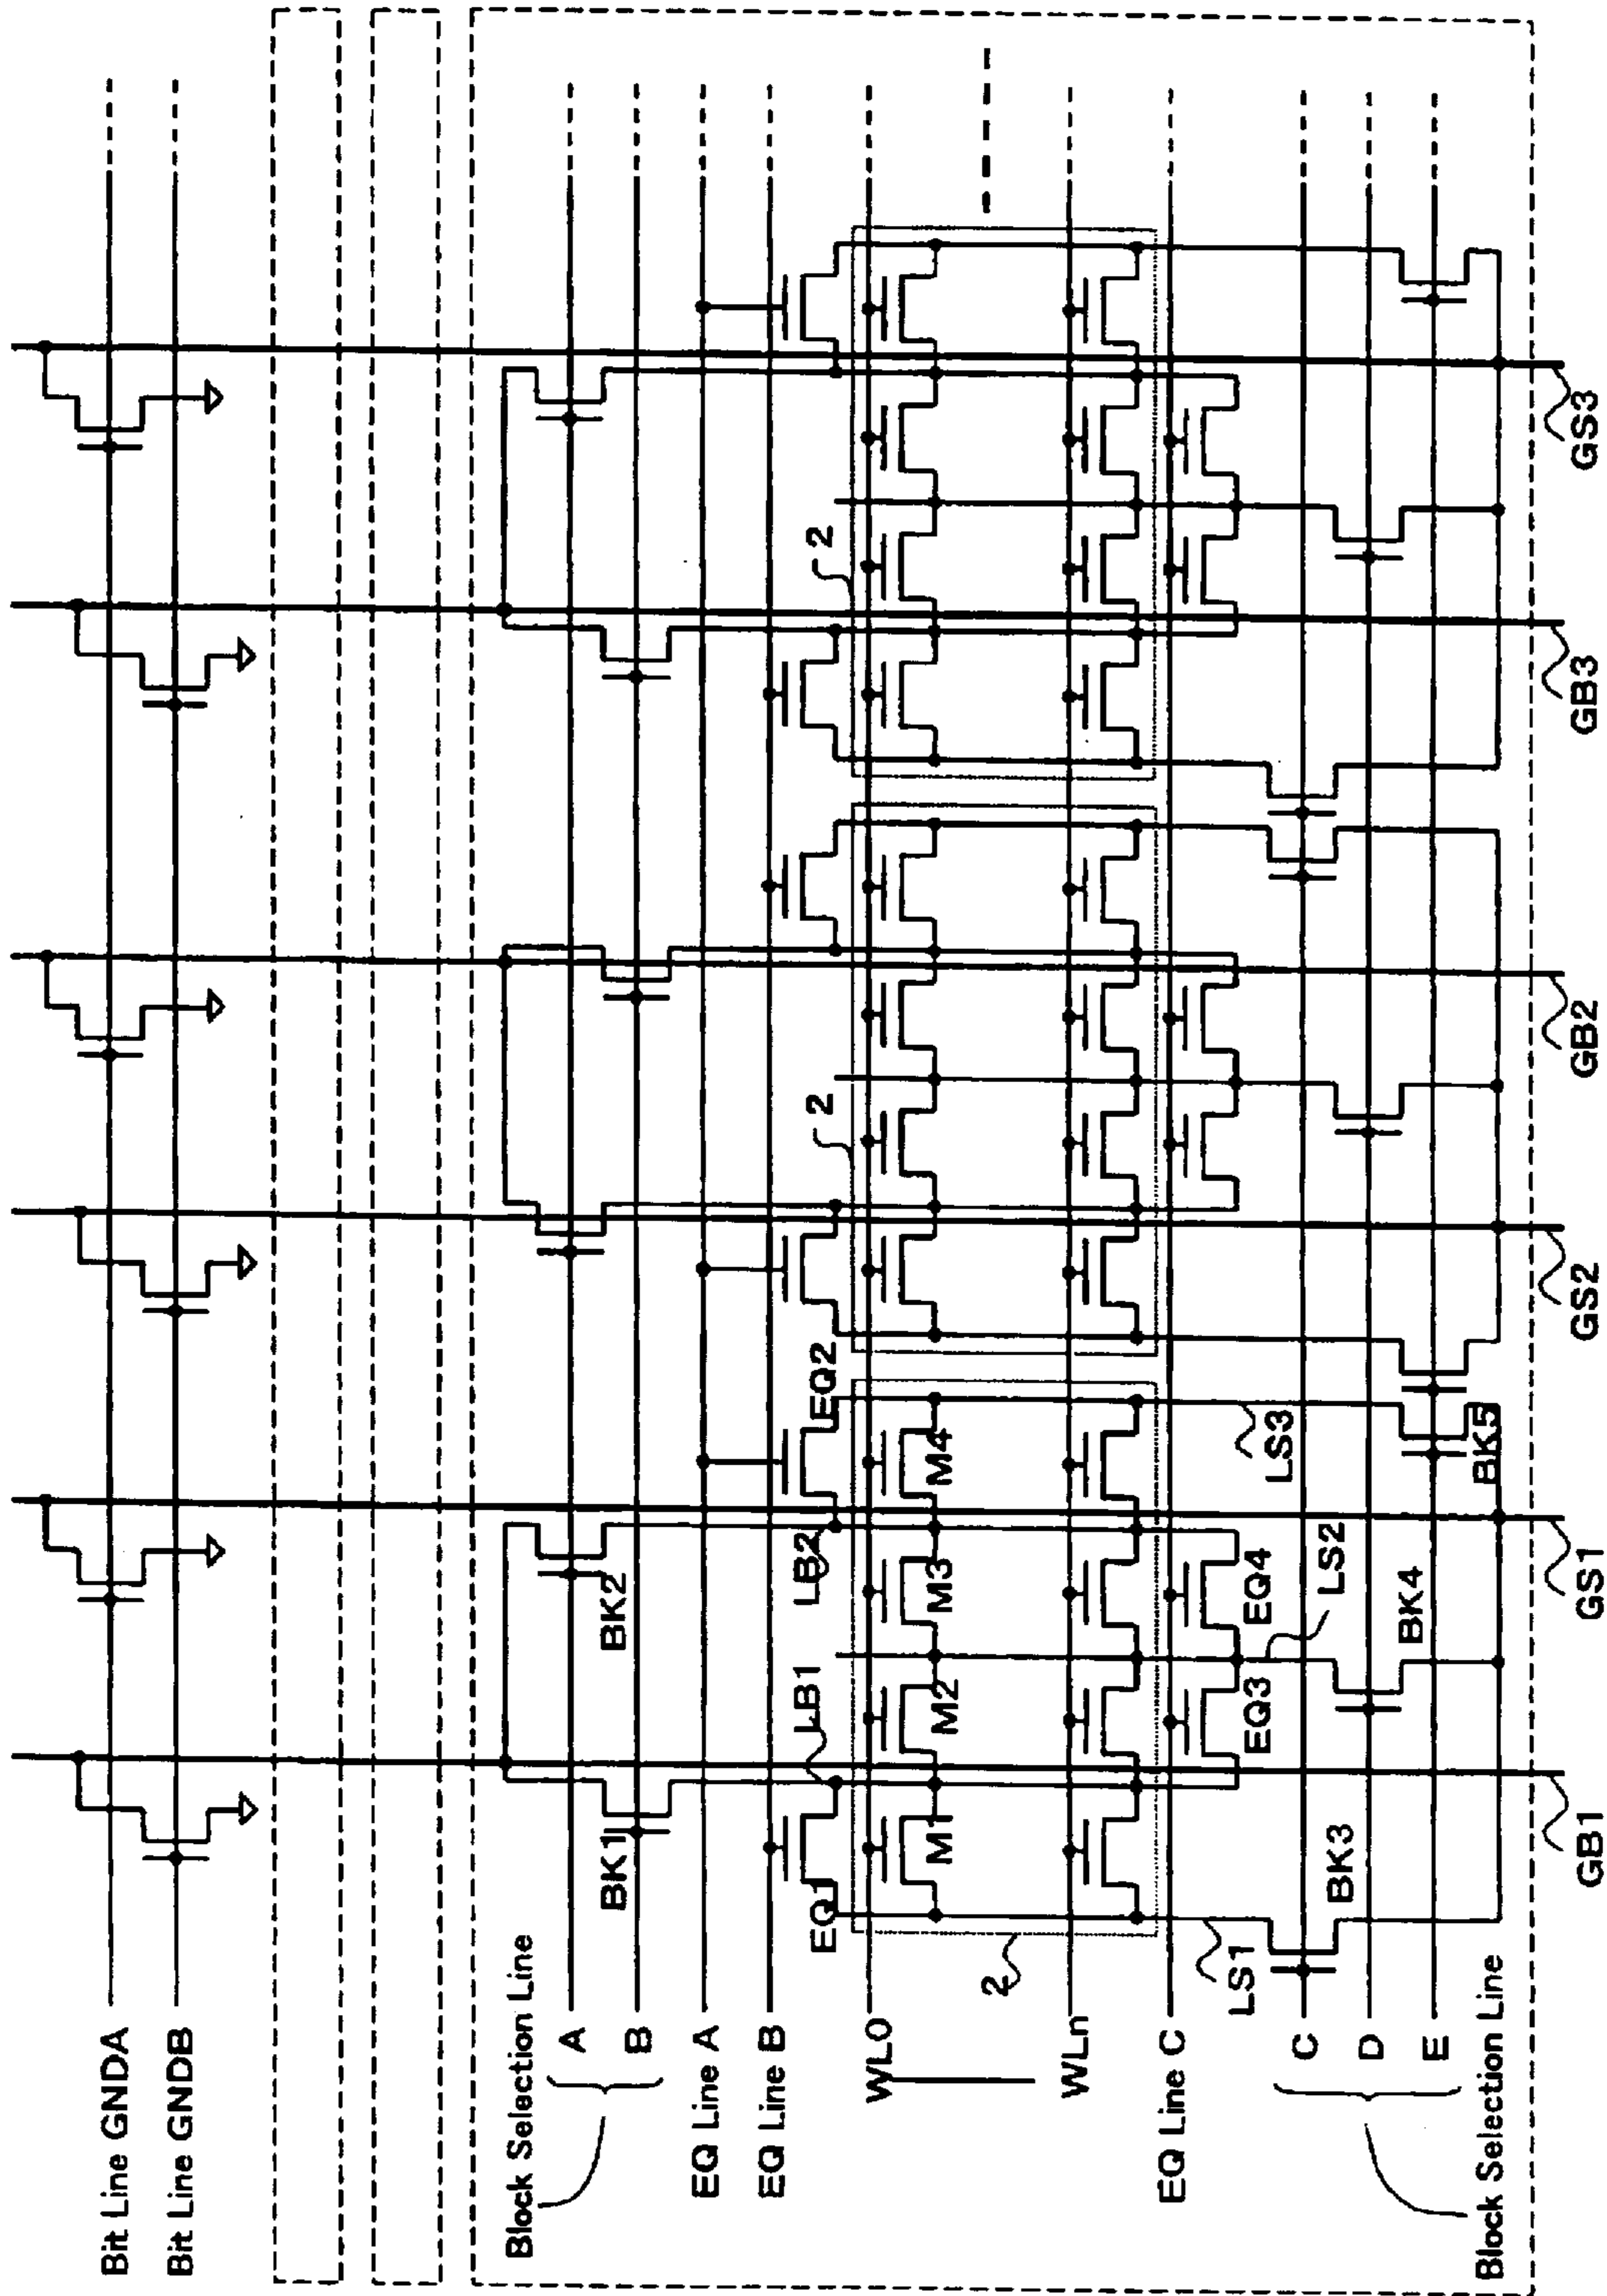 Bit Line GNDA
Bit Line GNDB
Block Selection Line
A
B
BK1
BK2
EQ Line A
EQ Line B
EQ1
LB1
LB2
EQ2
2
2
WL0
M1
M2
M3
M4
2
WLn
EQ Line C
LS1
EQ3
EQ4
LS2
LS3
C
D
E
BK3
BK4
BK5
Block Selection Line
GB1
GS1
GS2
GB2
GB3
GS3